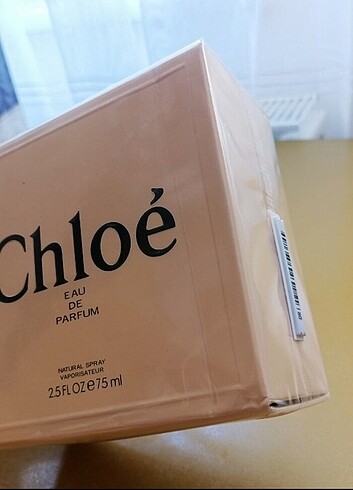 Chloé
EAU
DE
PARFUM
NATURAL SPRAY
VAPORISATEUR
2.5 FL OZ e 75 ml